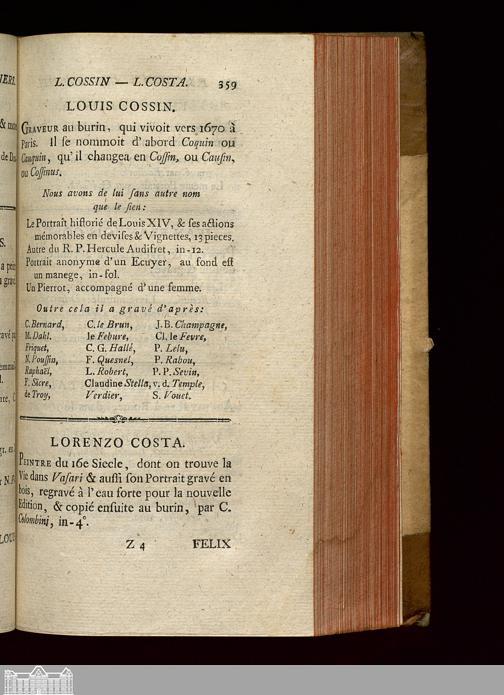 L. COSSIN — L. COSTA. 359
LOUIS COSSIN.
GRAVEUR au burin, qui vivoit vers 1670 à
Paris. Il ſe nommoit d'abord Coquin ou
Cauquin, qu'il changea en Coſſin, ou Cauſin,
ou Coſſinus.
Nous avons de lui ſans autre nom
que le ſien:
Le Portrait hiſtorié de Louis XIV, & ſes actions
mémorables en deviſes & Vignettes, 13 pieces.
Autre du R. P. Hercule Audifret, in-12.
Portrait anonyme d'un Ecuyer, au fond eſt
un manege, in-fol.
Un Pierrot, accompagné d'une femme.
Outre cela il a gravé d'après:
C. Bernard, C. le Brun, J. B. Champagne,
M. Dahl. le Febure, Cl. le Fevre,
Friquet, C. G. Hallé, P. Lelu,
N. Pouſſin, F. Queſnel, P. Rabou,
Raphaël, L. Robert, P. P. Sevin,
F. Sicre, Claudine Stella, v. d. Temple,
de Troy, Verdier, S. Vouet.
LORENZO COSTA.
PEINTRE du 16e Siecle, dont on trouve la
Vie dans Vaſari & auſſi ſon Portrait gravé en
bois, regravé à l'eau forte pour la nouvelle
Edition, & copié enſuite au burin, par C.
Colombini, in-4°.
Z 4 FELIX